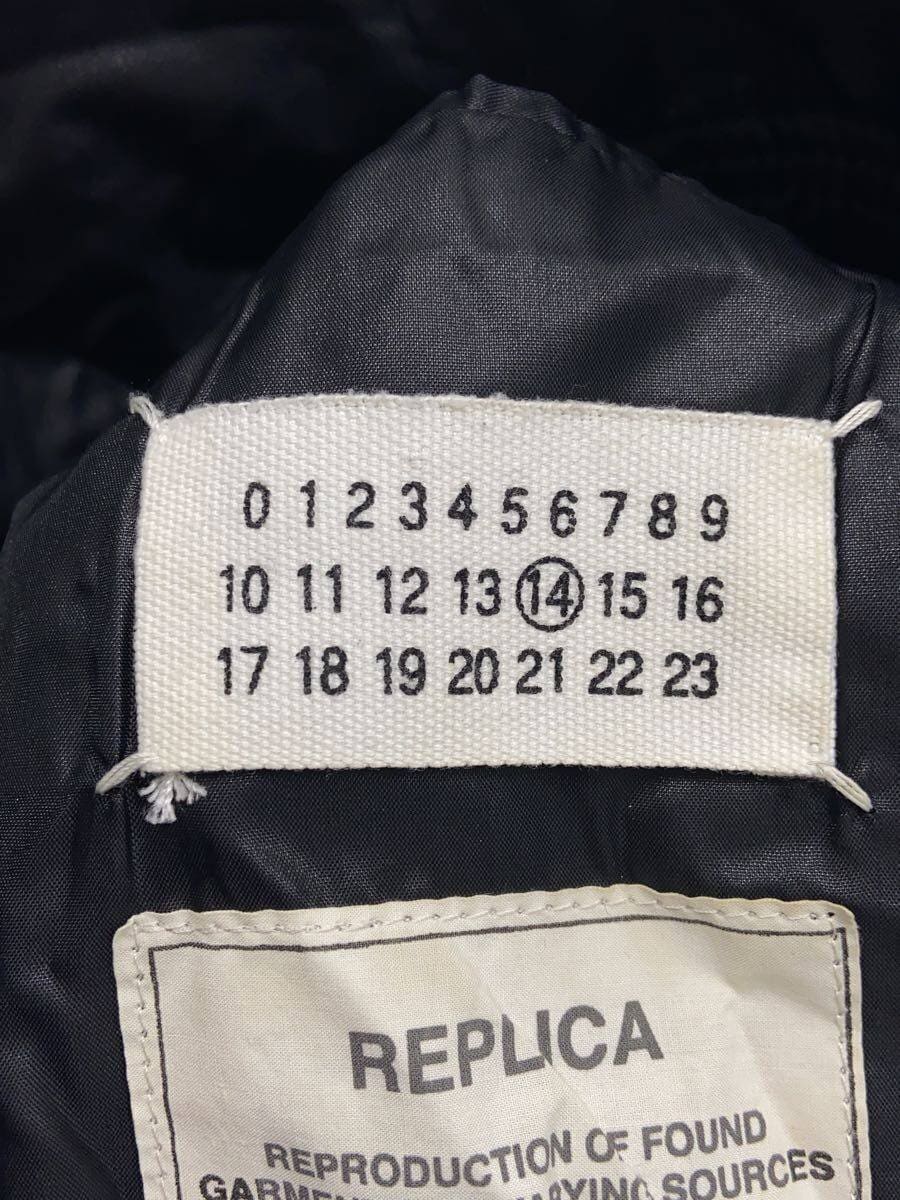 0 1 2 3 4 5 6 7 8 9
10 11 12 13 14 15 16
17 18 19 20 21 22 23
REPLICA
REPRODUCTION OF FOUND
SOURCES